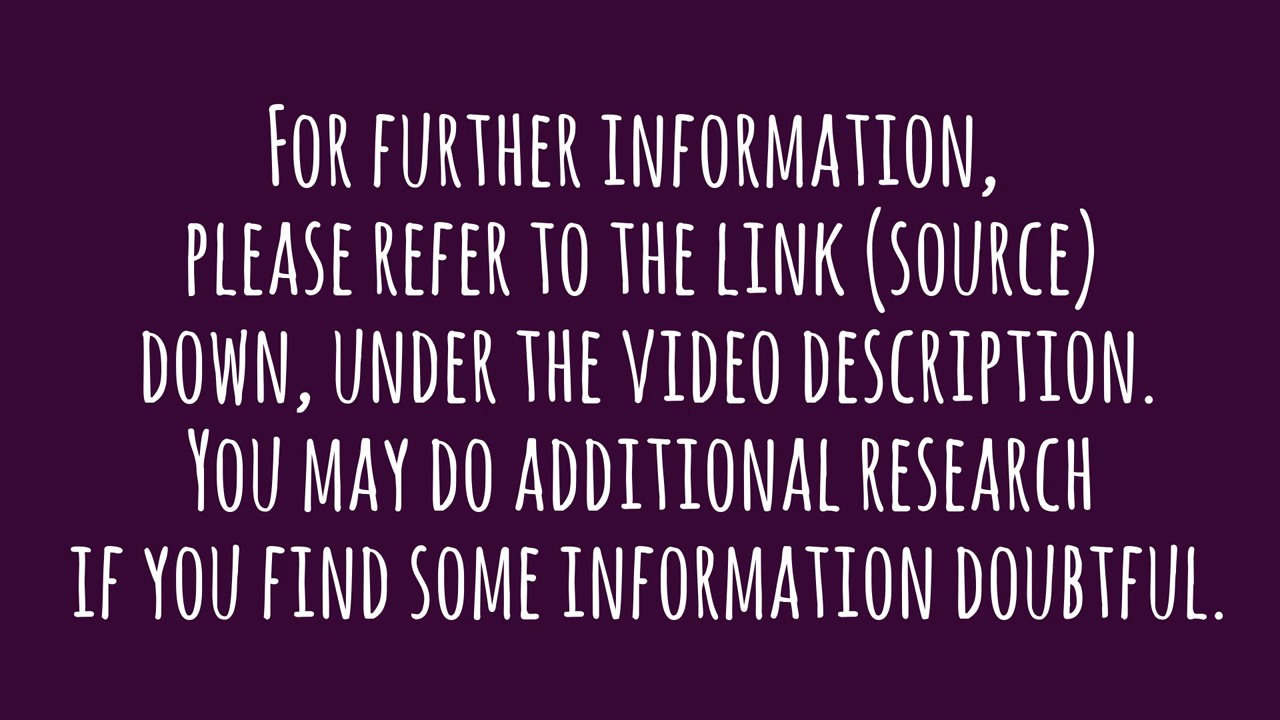 For further information,
please refer to the link (source)
down, under the video description.
You may do additional research
if you find some information doubtful.